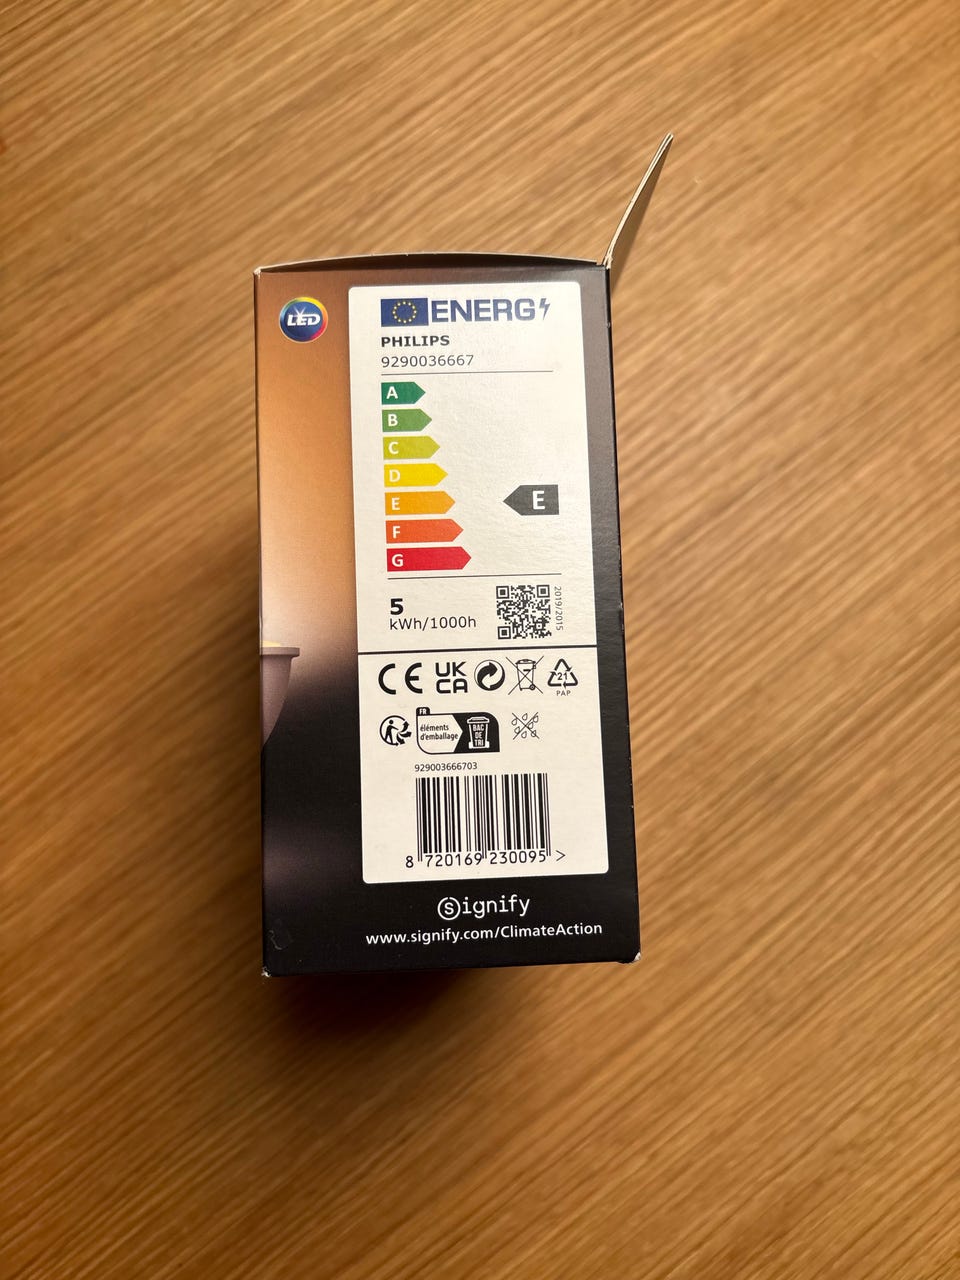 LED
ENERG
PHILIPS
9290036667
A
B
C
D
E
E
F
G
5
kWh/1000h
2019/2015
CE UK
CA
21
PAP
FR
éléments
d'emballage
BAC
DE
TRI
929003666703
8 720169 230095 >
Signify
www.signify.com/ClimateAction